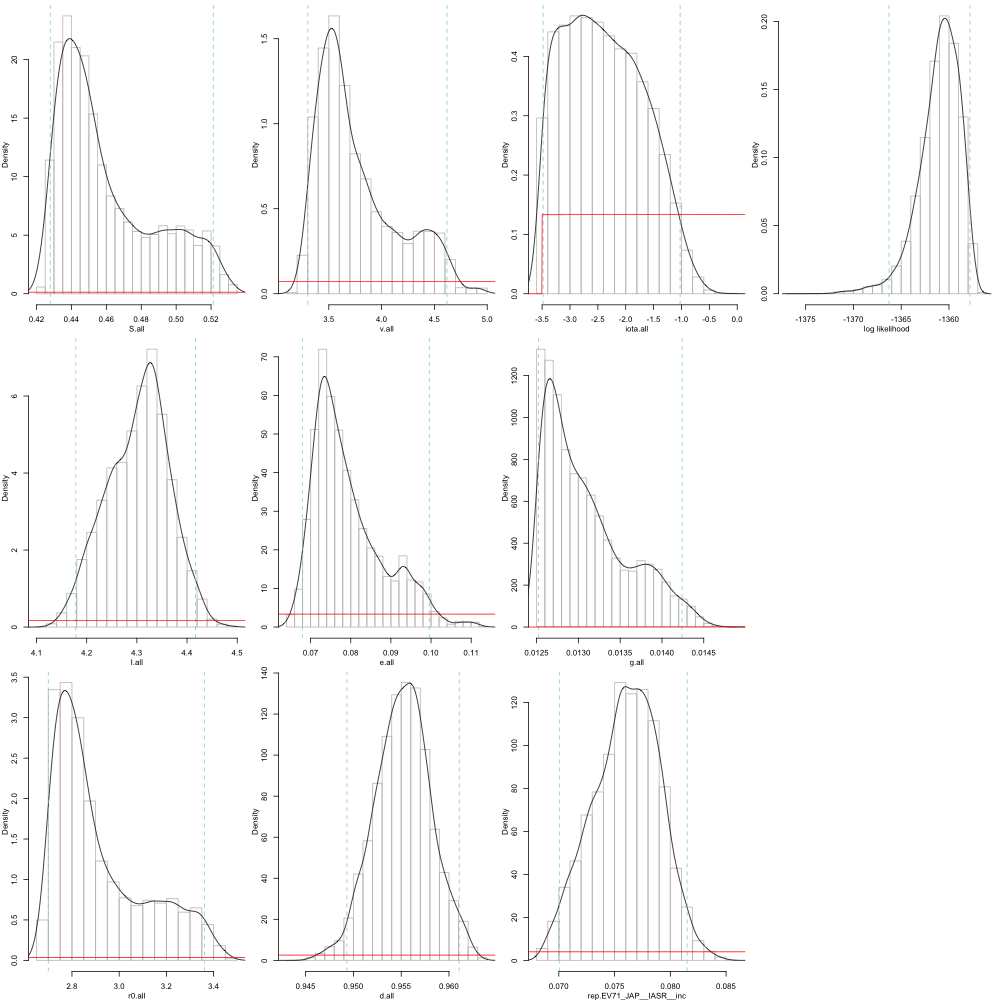 Density
0 5 10 15 20
0.42 0.44 0.46 0.48 0.50 0.52
S.all
Density
0.0 0.5 1.0 1.5
3.5 4.0 4.5 5.0
v.all
Density
0.0 0.1 0.2 0.3 0.4
-3.5 -3.0 -2.5 -2.0 -1.5 -1.0 -0.5 0.0
iota.all
Density
0.00 0.05 0.10 0.15 0.20
-1375 -1370 -1365 -1360
log likelihood
Density
0 2 4 6
4.1 4.2 4.3 4.4 4.5
l.all
Density
0 10 20 30 40 50 60 70
0.07 0.08 0.09 0.10 0.11
e.all
Density
0 200 400 600 800 1000 1200
0.0125 0.0130 0.0135 0.0140 0.0145
g.all
Density
0.0 0.5 1.0 1.5 2.0 2.5 3.0 3.5
2.8 3.0 3.2 3.4
r0.all
Density
0 20 40 60 80 100 120 140
0.945 0.950 0.955 0.960
d.all
Density
0 20 40 60 80 100 120
0.070 0.075 0.080 0.085
rep.EV71_JAP__IASR__inc